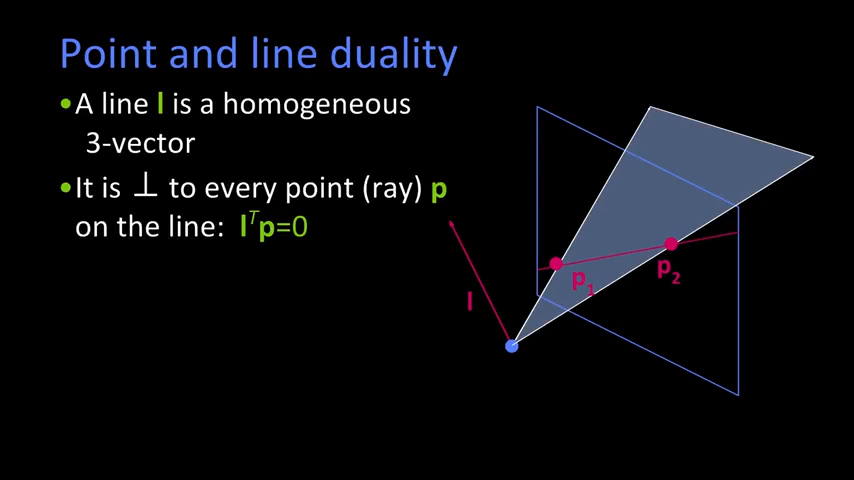 Point and line duality
•A line l is a homogeneous
3-vector
•It is ⊥ to every point (ray) p
on the line: lᵀp=0
p₁
p₂
l